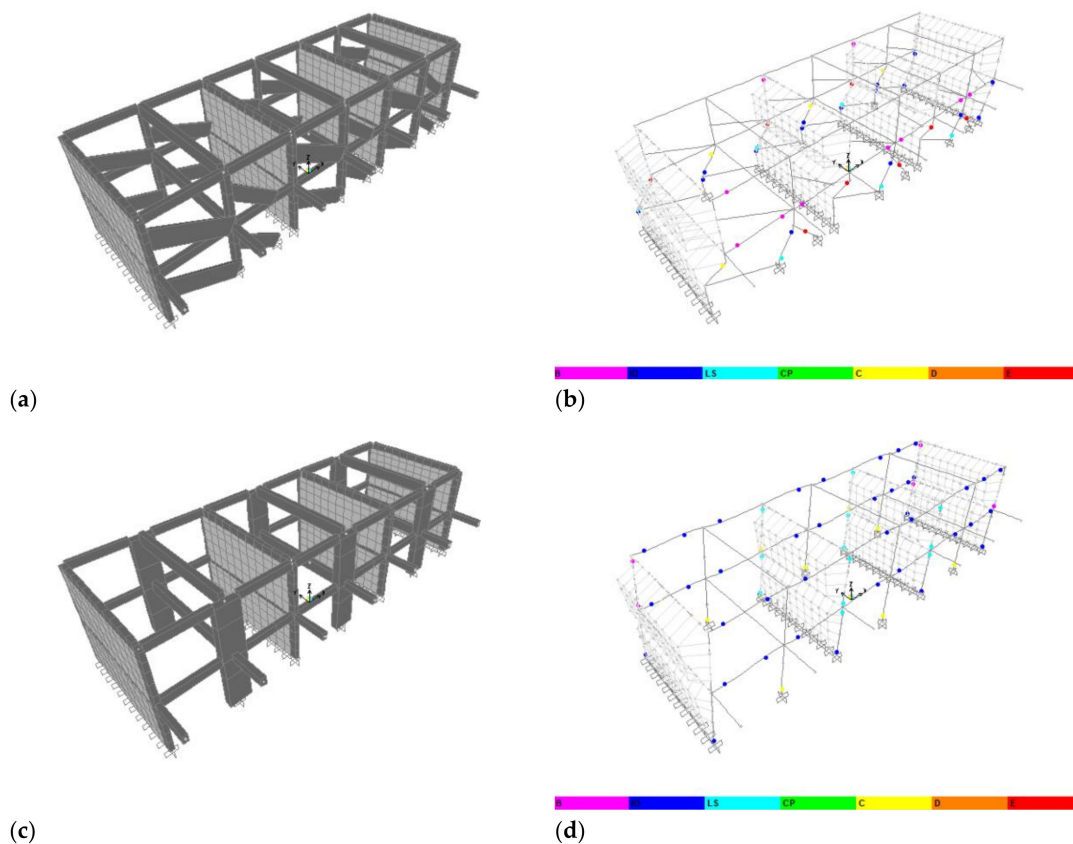 Z
Y X
Z
Y X
B IO LS CP C D E
(a)
(b)
Z
Y X
Z
Y X
B IO LS CP C D E
(c)
(d)